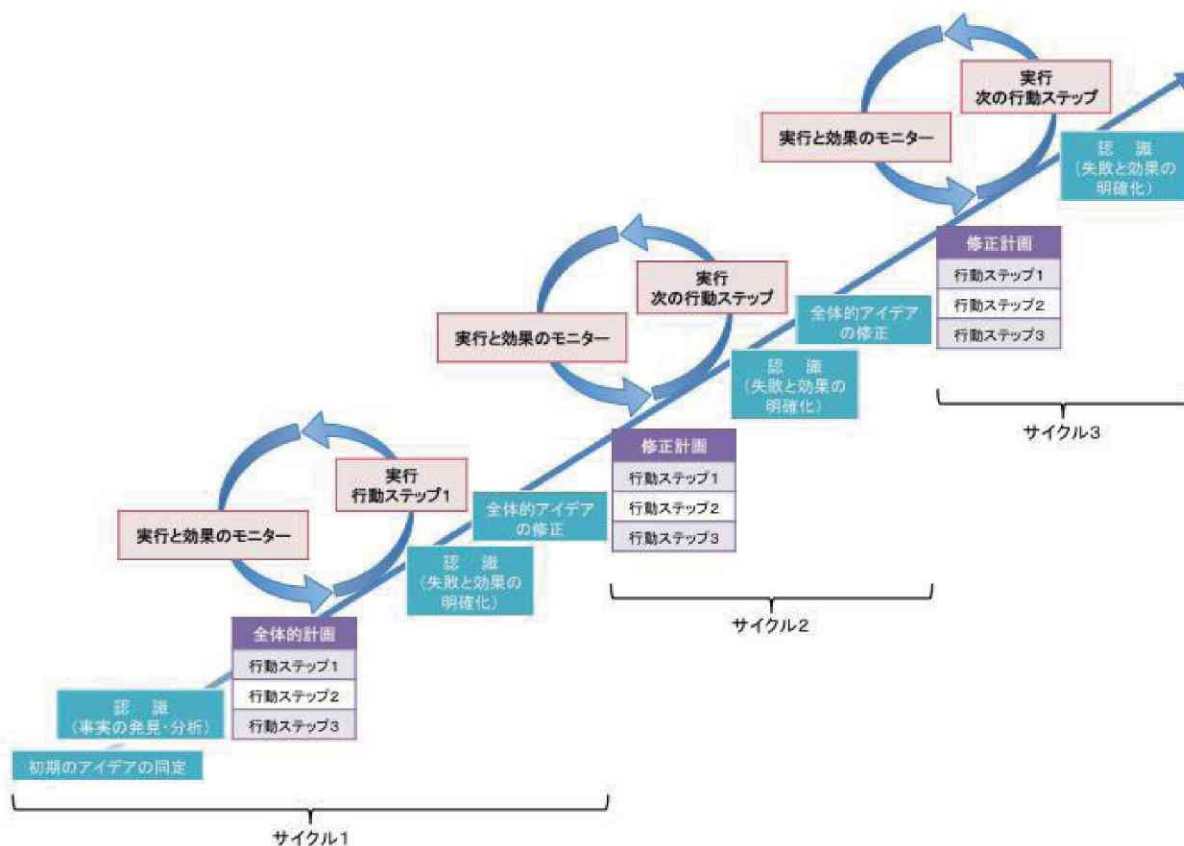 実行
次の行動ステップ
実行と効果のモニター
認　識
（失敗と効果の
明確化）
修正計画
行動ステップ1
行動ステップ2
行動ステップ3
サイクル3
実行
次の行動ステップ
実行と効果のモニター
全体的アイデア
の修正
認　識
（失敗と効果の
明確化）
修正計画
行動ステップ1
行動ステップ2
行動ステップ3
サイクル2
実行
行動ステップ1
実行と効果のモニター
全体的アイデア
の修正
認　識
（失敗と効果の
明確化）
全体的計画
行動ステップ1
行動ステップ2
行動ステップ3
認　識
（事実の発見・分析）
初期のアイデアの同定
サイクル1